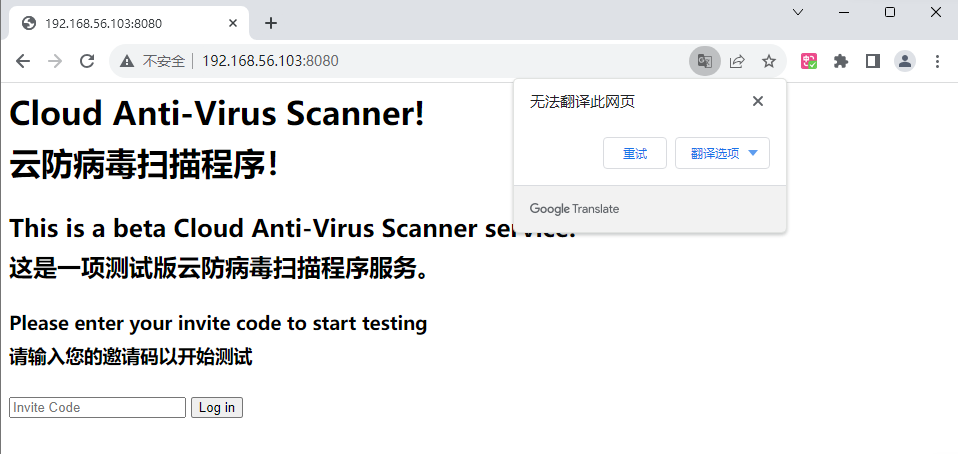 192.168.56.103:8080
不安全
192.168.56.103:8080
无法翻译此网页
重试
翻译选项
Google Translate
Cloud Anti-Virus Scanner!
云防病毒扫描程序！
This is a beta Cloud Anti-Virus Scanner service.
这是一项测试版云防病毒扫描程序服务。
Please enter your invite code to start testing
请输入您的邀请码以开始测试
Invite Code
Log in